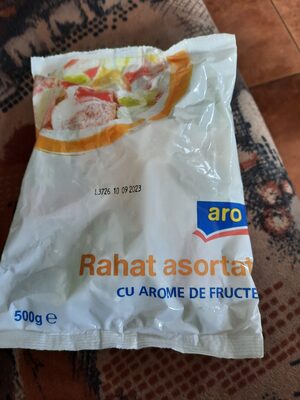 L3726 10 09 2023
aro
Rahat asortat
CU AROME DE FRUCTE
500g e